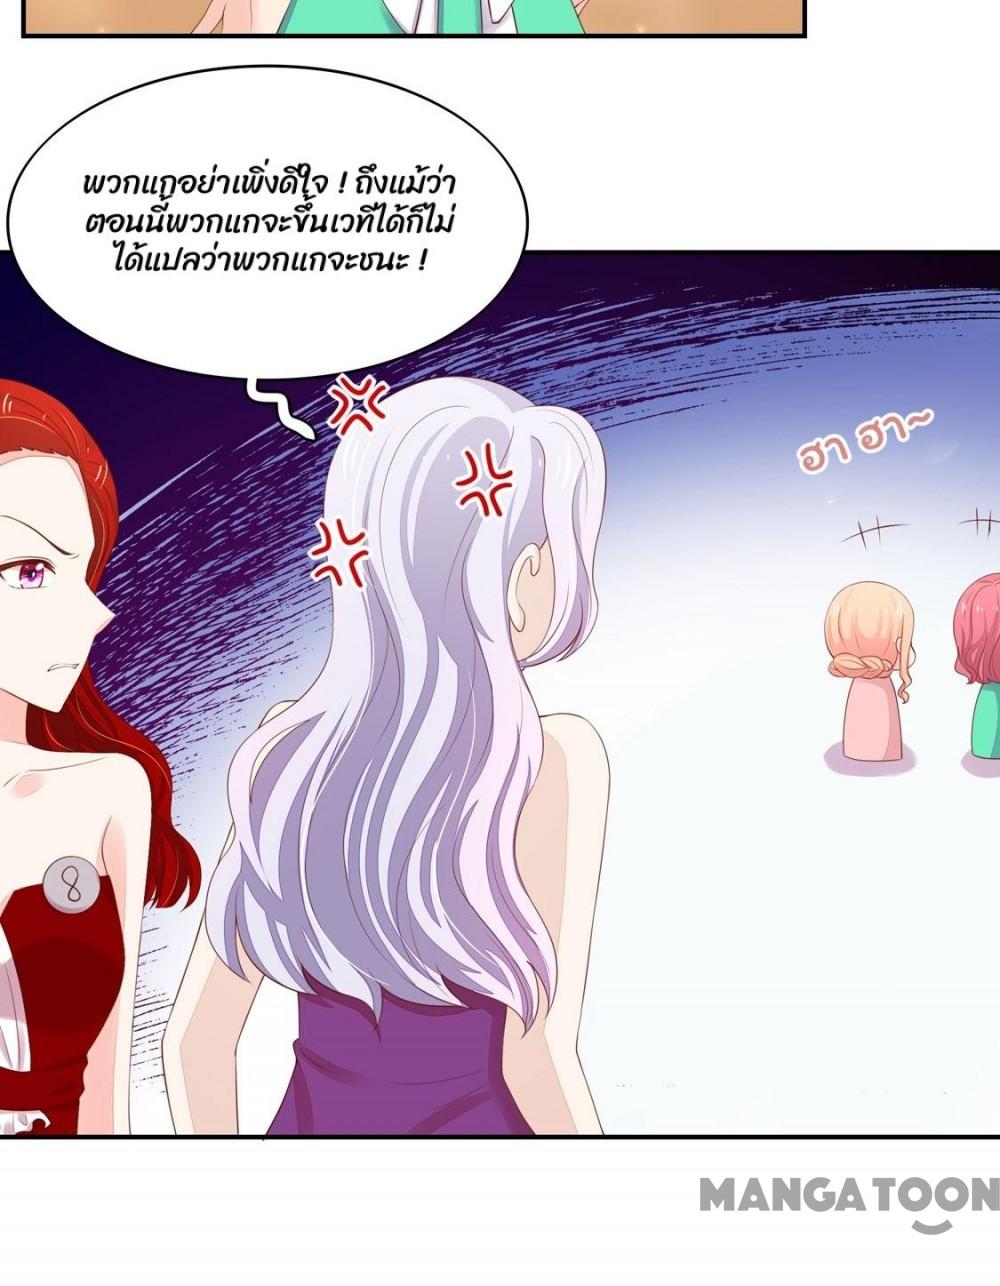 พวกแกอย่าเพิ่งดีใจ ! ถึงแม้ว่า
ตอนนี้พวกแกจะขึ้นเวทีได้ก็ไม่
ได้แปลว่าพวกแกจะชนะ !
ฮา ฮา~
8
MANGATOON